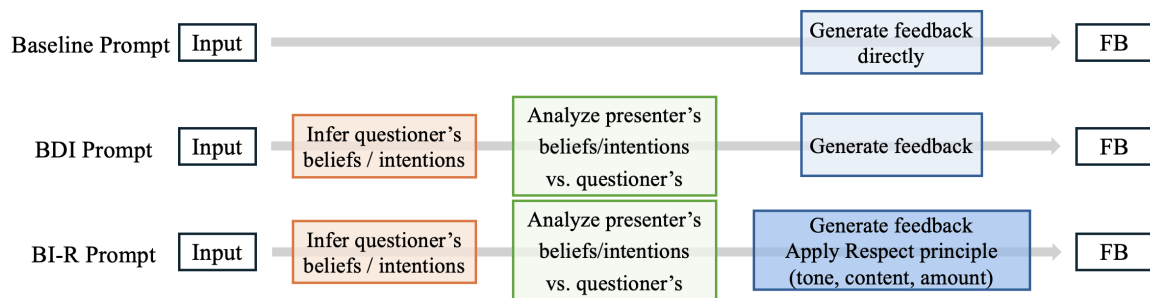 Baseline Prompt
Input
Generate feedback
directly
FB
BDI Prompt
Input
Infer questioner's
beliefs / intentions
Analyze presenter's
beliefs/intentions
vs. questioner's
Generate feedback
FB
BI-R Prompt
Input
Infer questioner's
beliefs / intentions
Analyze presenter's
beliefs/intentions
vs. questioner's
Generate feedback
Apply Respect principle
(tone, content, amount)
FB